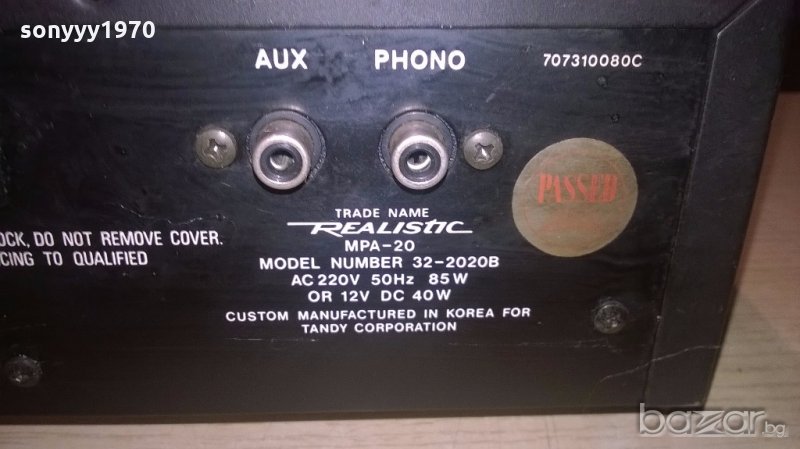 sonyyy1970
AUX PHONO 707310080C
PASSED
TRADE NAME
REALISTIC
MPA-20
MODEL NUMBER 32-2020B
AC 220V 50Hz 85W
OR 12V DC 40W
CUSTOM MANUFACTURED IN KOREA FOR
TANDY CORPORATION
OCK, DO NOT REMOVE COVER.
CING TO QUALIFIED
bazar.bg